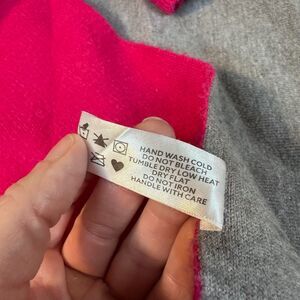 HAND WASH COLD
DO NOT BLEACH
TUMBLE DRY LOW HEAT
DRY FLAT
DO NOT IRON
HANDLE WITH CARE